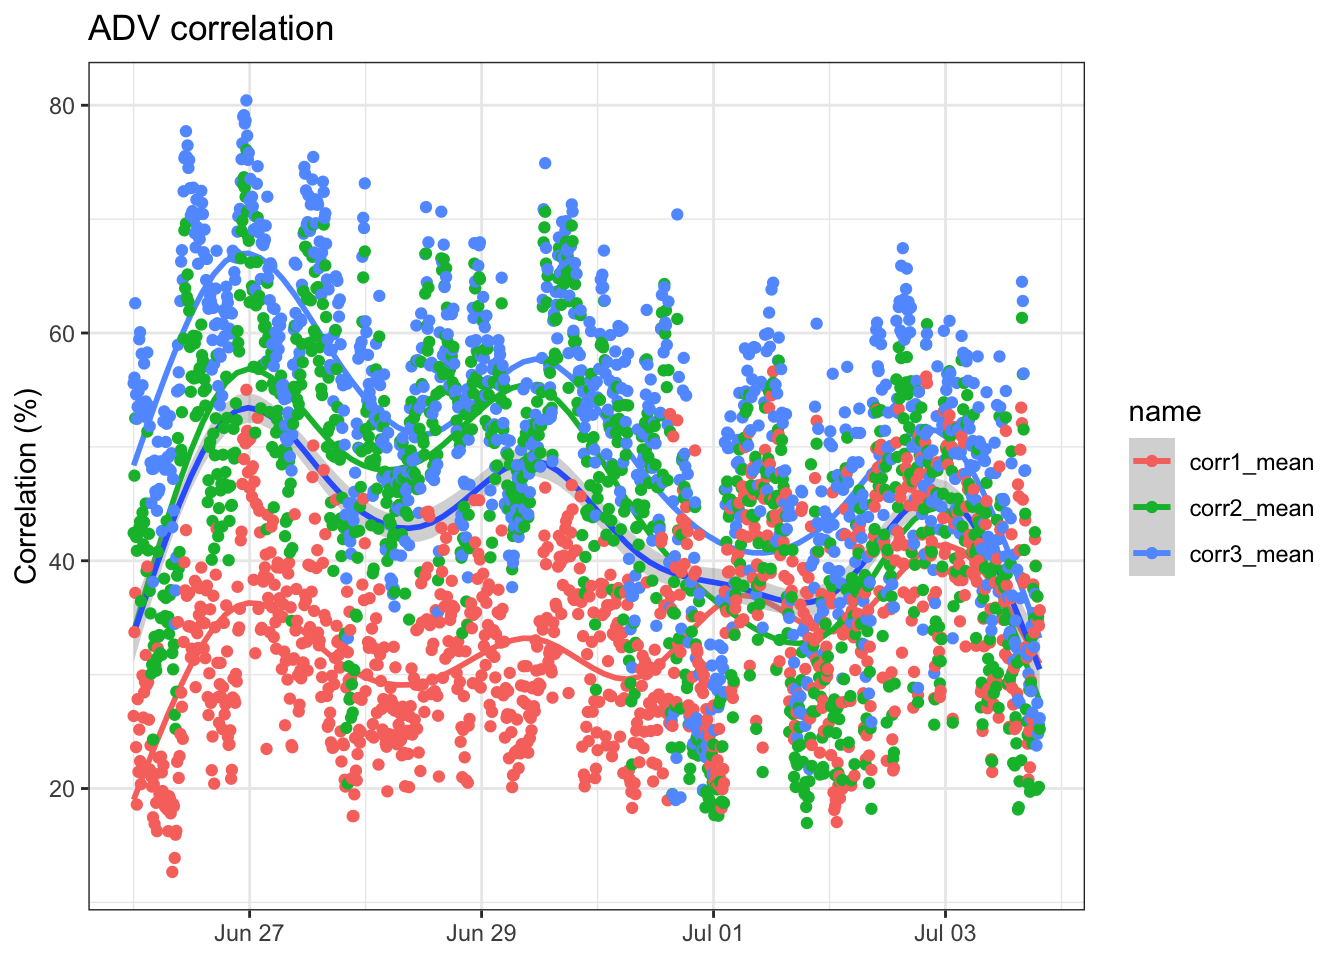 ADV correlation
Correlation (%)
80
60
40
20
Jun 27
Jun 29
Jul 01
Jul 03
name
corr1_mean
corr2_mean
corr3_mean